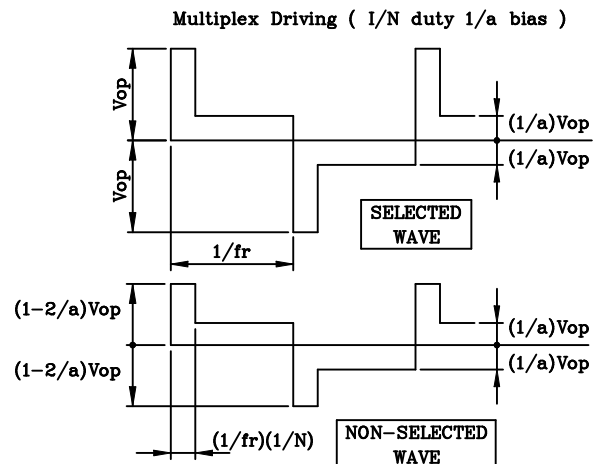 Multiplex Driving ( I/N duty 1/a bias )
Vop
(1/a)Vop
(1/a)Vop
Vop
SELECTED
WAVE
1/fr
(1-2/a)Vop
(1/a)Vop
(1-2/a)Vop
(1/a)Vop
(1/fr)(1/N)
NON-SELECTED
WAVE